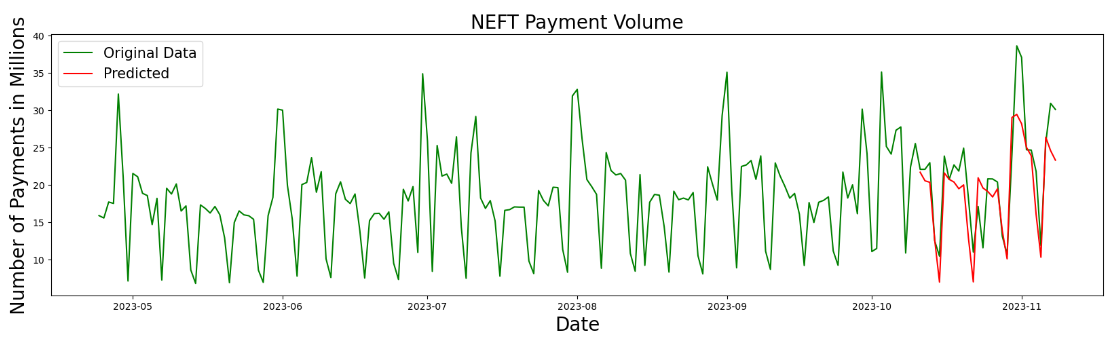 NEFT Payment Volume
Number of Payments in Millions
40
35
30
25
20
15
10
Original Data
Predicted
2023-05
2023-06
2023-07
2023-08
2023-09
2023-10
2023-11
Date